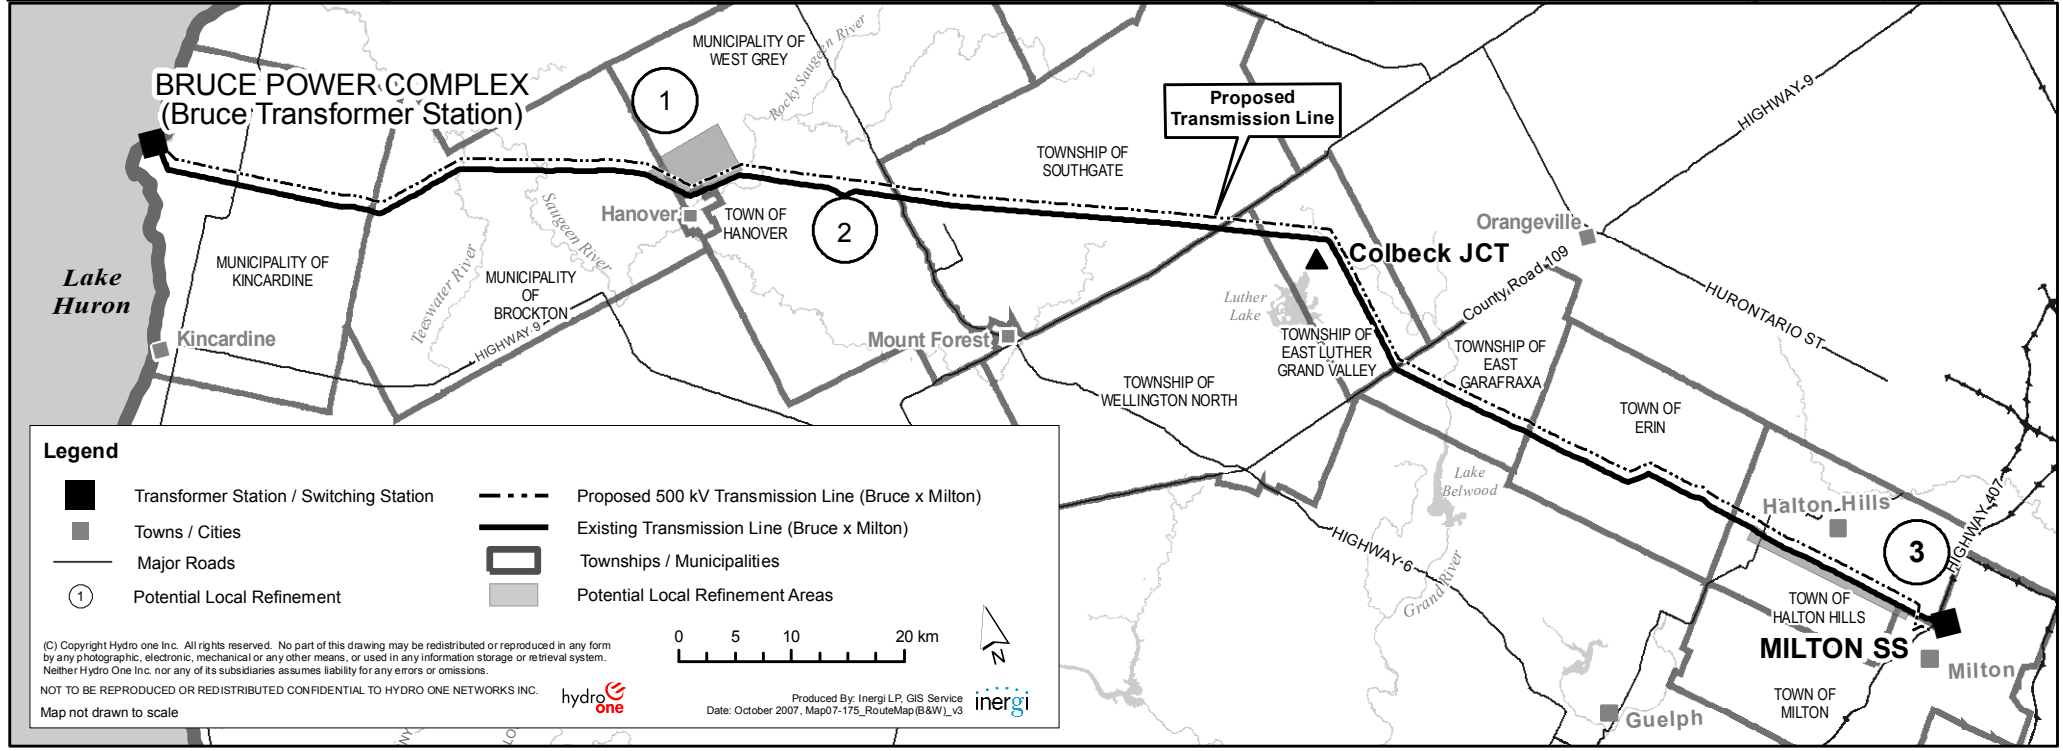 BRUCE POWER COMPLEX
(Bruce Transformer Station)
MUNICIPALITY OF
WEST GREY
Rocky Saugeen River
1
Proposed
Transmission Line
HIGHWAY 9
TOWNSHIP OF
SOUTHGATE
Lake
Huron
MUNICIPALITY OF
KINCARDINE
Kincardine
Teeswater River
Saugeen River
MUNICIPALITY
OF
BROCKTON
HIGHWAY 9
Hanover
TOWN OF
HANOVER
2
Mount Forest
Orangeville
Colbeck JCT
County Road 109
HURONTARIO ST
Luther
Lake
TOWNSHIP OF
EAST LUTHER
GRAND VALLEY
TOWNSHIP OF
EAST
GARAFRAXA
TOWNSHIP OF
WELLINGTON NORTH
TOWN OF
ERIN
Lake
Belwood
Halton Hills
3
HIGHWAY 407
HIGHWAY 6
Grand River
TOWN OF
HALTON HILLS
MILTON SS
Milton
TOWN OF
MILTON
Guelph
Legend
Transformer Station / Switching Station
Towns / Cities
Major Roads
1
Potential Local Refinement
Proposed 500 kV Transmission Line (Bruce x Milton)
Existing Transmission Line (Bruce x Milton)
Townships / Municipalities
Potential Local Refinement Areas
0 5 10 20 km
N
(C) Copyright Hydro one Inc. All rights reserved. No part of this drawing may be redistributed or reproduced in any form
by any photographic, electronic, mechanical or any other means, or used in any information storage or retrieval system.
Neither Hydro One Inc. nor any of its subsidiaries assumes liability for any errors or omissions.
NOT TO BE REPRODUCED OR REDISTRIBUTED CONFIDENTIAL TO HYDRO ONE NETWORKS INC.
Map not drawn to scale
hydro
one
Produced By: Inergi LP, GIS Service
Date: October 2007, Map07-175_RouteMap(B&W)_v3
inergi